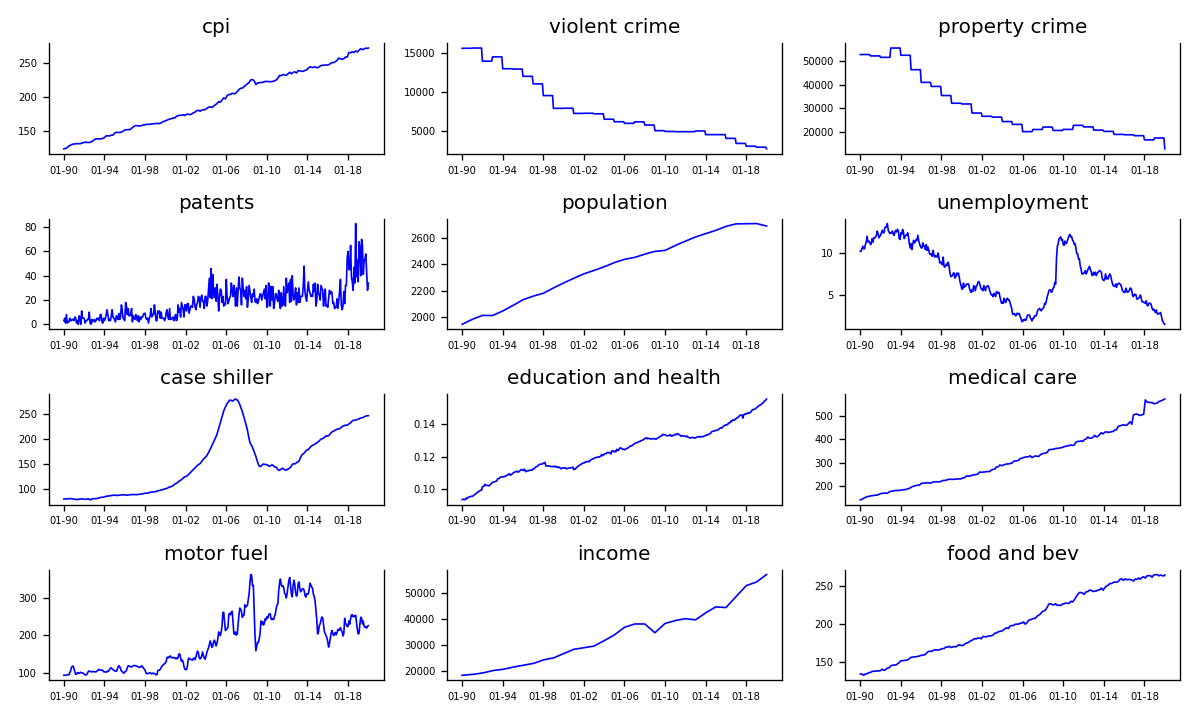 cpi
violent crime
property crime
250
200
150
01-90 01-94 01-98 01-02 01-06 01-10 01-14 01-18
15000
10000
5000
01-90 01-94 01-98 01-02 01-06 01-10 01-14 01-18
50000
40000
30000
20000
01-90 01-94 01-98 01-02 01-06 01-10 01-14 01-18
patents
population
unemployment
80
60
40
20
0
01-90 01-94 01-98 01-02 01-06 01-10 01-14 01-18
2600
2400
2200
2000
01-90 01-94 01-98 01-02 01-06 01-10 01-14 01-18
10
5
01-90 01-94 01-98 01-02 01-06 01-10 01-14 01-18
case shiller
education and health
medical care
250
200
150
100
01-90 01-94 01-98 01-02 01-06 01-10 01-14 01-18
0.14
0.12
0.10
01-90 01-94 01-98 01-02 01-06 01-10 01-14 01-18
500
400
300
200
01-90 01-94 01-98 01-02 01-06 01-10 01-14 01-18
motor fuel
income
food and bev
300
200
100
01-90 01-94 01-98 01-02 01-06 01-10 01-14 01-18
50000
40000
30000
20000
01-90 01-94 01-98 01-02 01-06 01-10 01-14 01-18
250
200
150
01-90 01-94 01-98 01-02 01-06 01-10 01-14 01-18